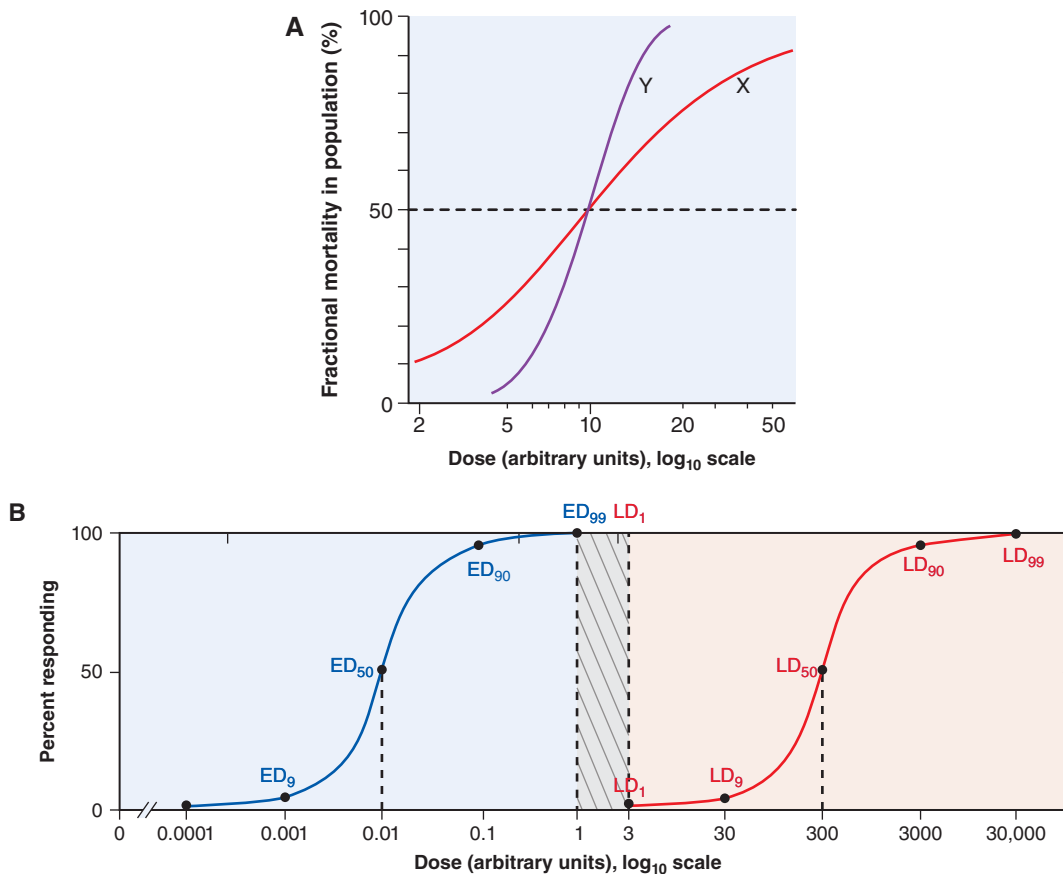 A
Fractional mortality in population (%)
100
50
0
Y
X
2 5 10 20 50
Dose (arbitrary units), log10 scale
B
ED99 LD1
Percent responding
100
50
0
ED90
LD90
LD99
ED50
LD50
ED9
LD1
LD9
0 0.0001 0.001 0.01 0.1 1 3 30 300 3000 30,000
Dose (arbitrary units), log10 scale